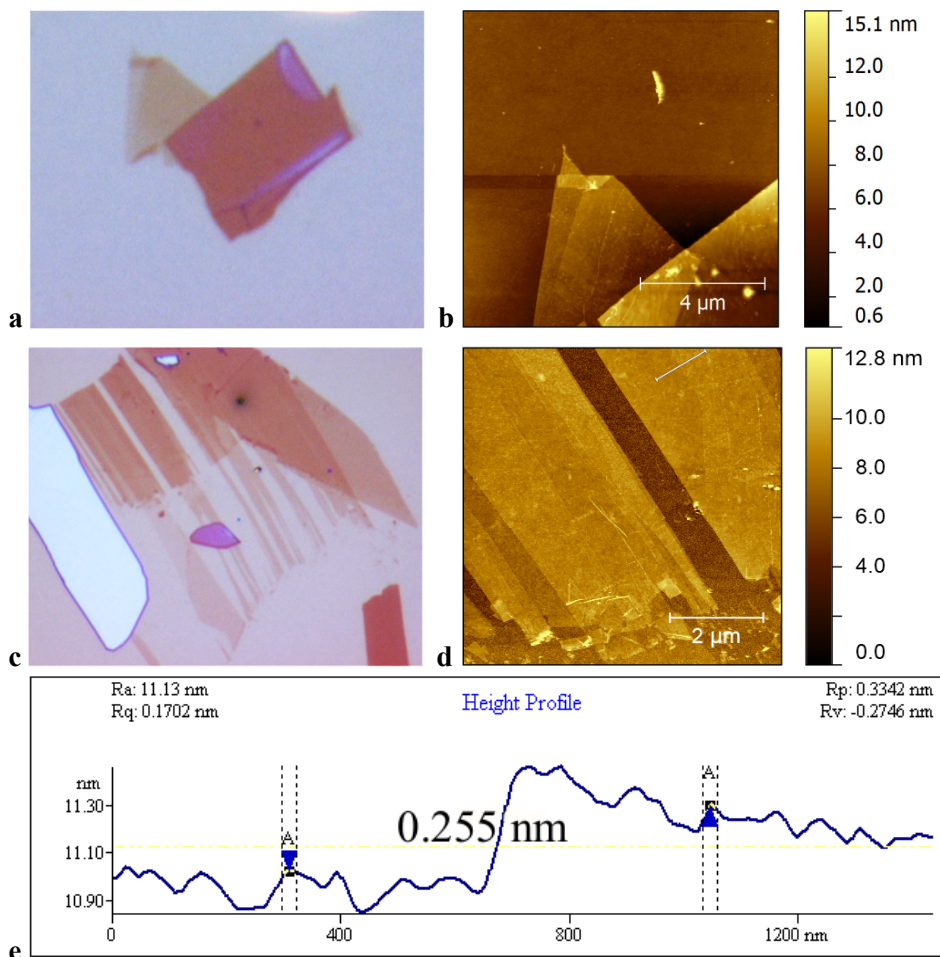 15.1 nm
12.0
10.0
8.0
6.0
4.0
2.0
0.6
4 µm
a
b
12.8 nm
10.0
8.0
6.0
4.0
2.0
0.0
2 µm
c
d
Ra: 11.13 nm
Rq: 0.1702 nm
Height Profile
Rp: 0.3342 nm
Rv: -0.2746 nm
nm
11.30
11.10
10.90
A
0.255 nm
A
0
400
800
1200 nm
e